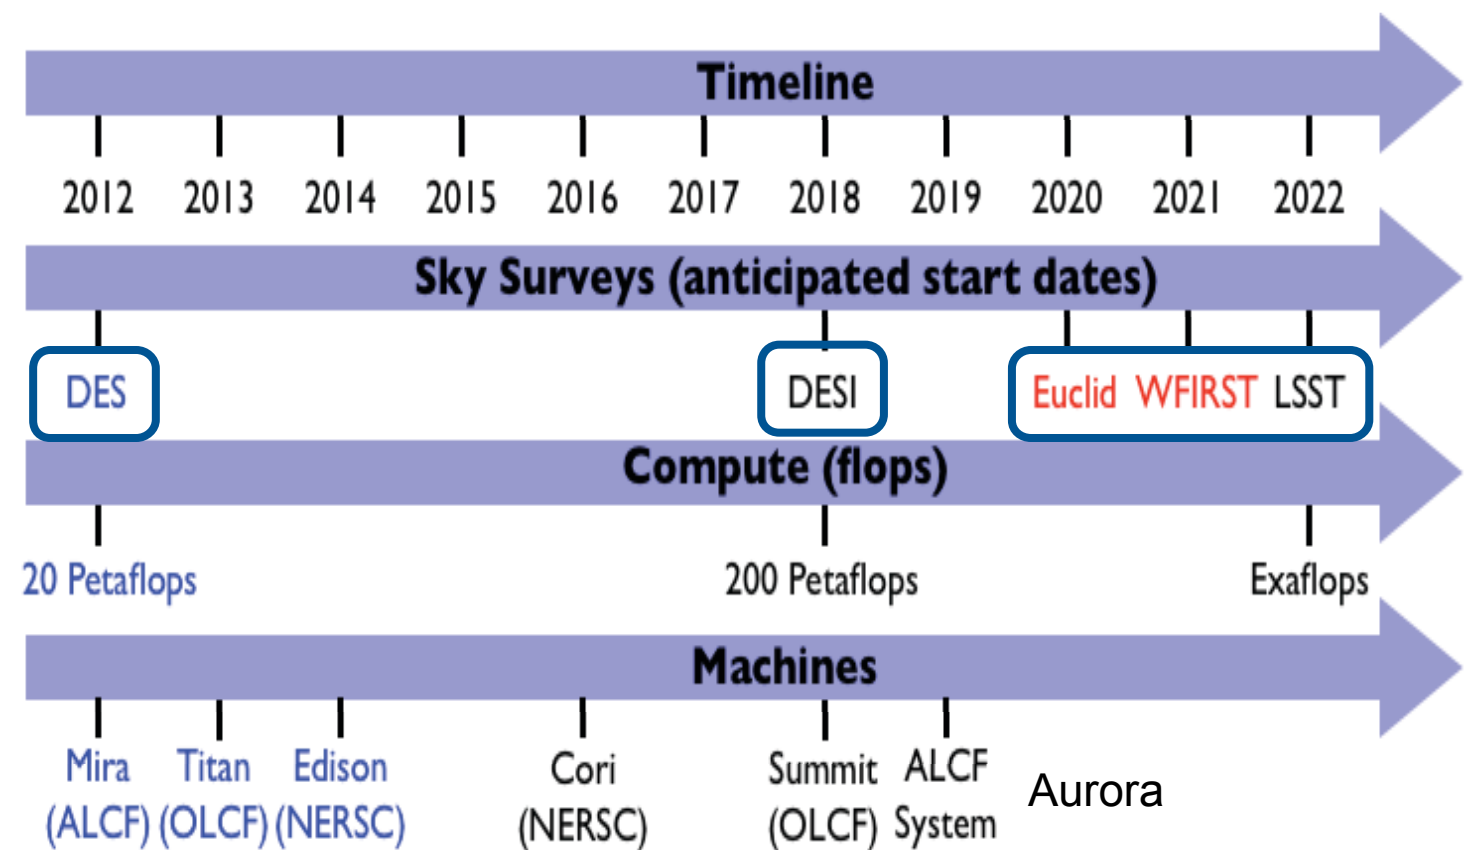 Timeline
2012 2013 2014 2015 2016 2017 2018 2019 2020 2021 2022
Sky Surveys (anticipated start dates)
DES DESI Euclid WFIRST LSST
Compute (flops)
20 Petaflops 200 Petaflops Exaflops
Machines
Mira Titan Edison Cori Summit ALCF Aurora
(ALCF) (OLCF) (NERSC) (NERSC) (OLCF) System